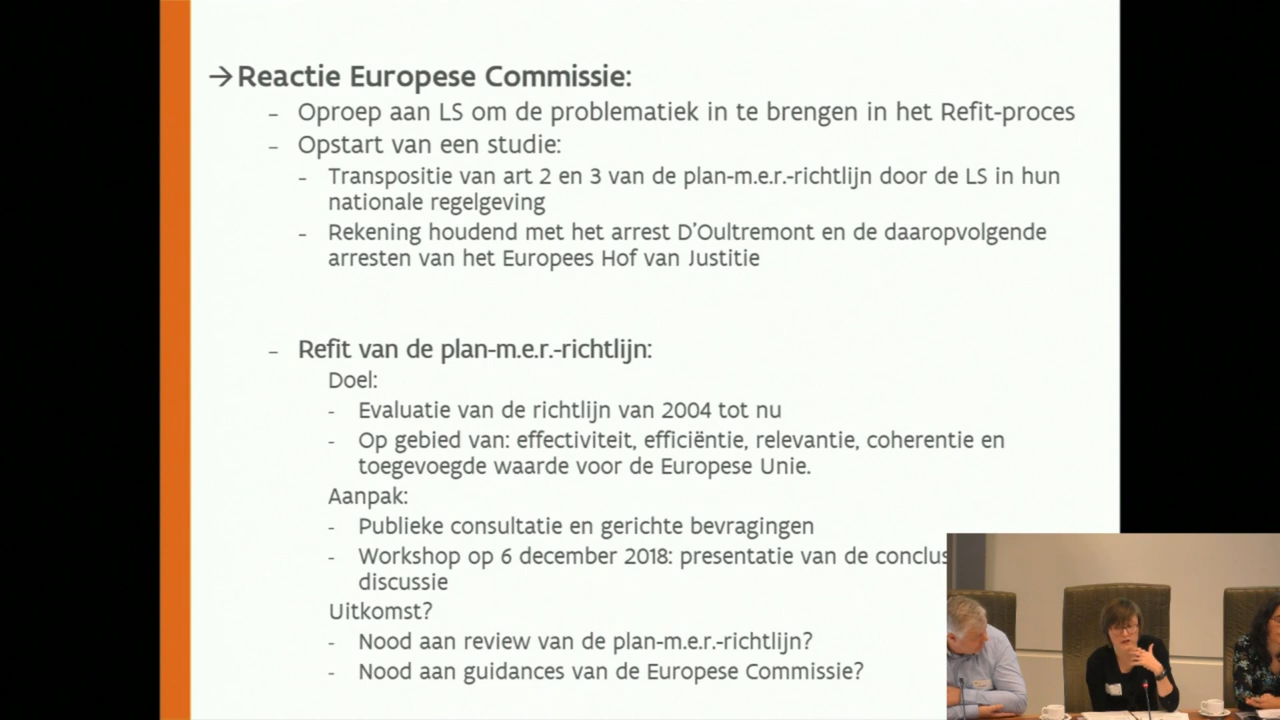 →Reactie Europese Commissie:
- Oproep aan LS om de problematiek in te brengen in het Refit-proces
- Opstart van een studie:
- Transpositie van art 2 en 3 van de plan-m.e.r.-richtlijn door de LS in hun
nationale regelgeving
- Rekening houdend met het arrest D'Oultremont en de daaropvolgende
arresten van het Europees Hof van Justitie
- Refit van de plan-m.e.r.-richtlijn:
Doel:
- Evaluatie van de richtlijn van 2004 tot nu
- Op gebied van: effectiviteit, efficiëntie, relevantie, coherentie en
toegevoegde waarde voor de Europese Unie.
Aanpak:
- Publieke consultatie en gerichte bevragingen
- Workshop op 6 december 2018: presentatie van de conclus
discussie
Uitkomst?
- Nood aan review van de plan-m.e.r.-richtlijn?
- Nood aan guidances van de Europese Commissie?